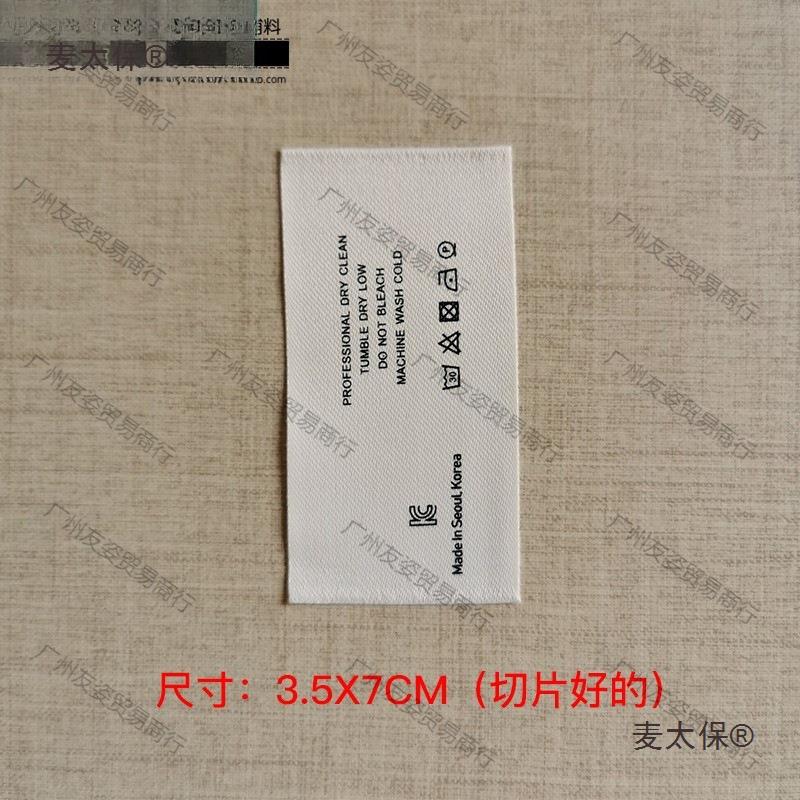 麦太保®
广州友姿贸易商行
PROFESSIONAL DRY CLEAN
TUMBLE DRY LOW
DO NOT BLEACH
MACHINE WASH COLD
30
P
KC
Made In Seoul, Korea
尺寸：3.5X7CM（切片好的）
麦太保®